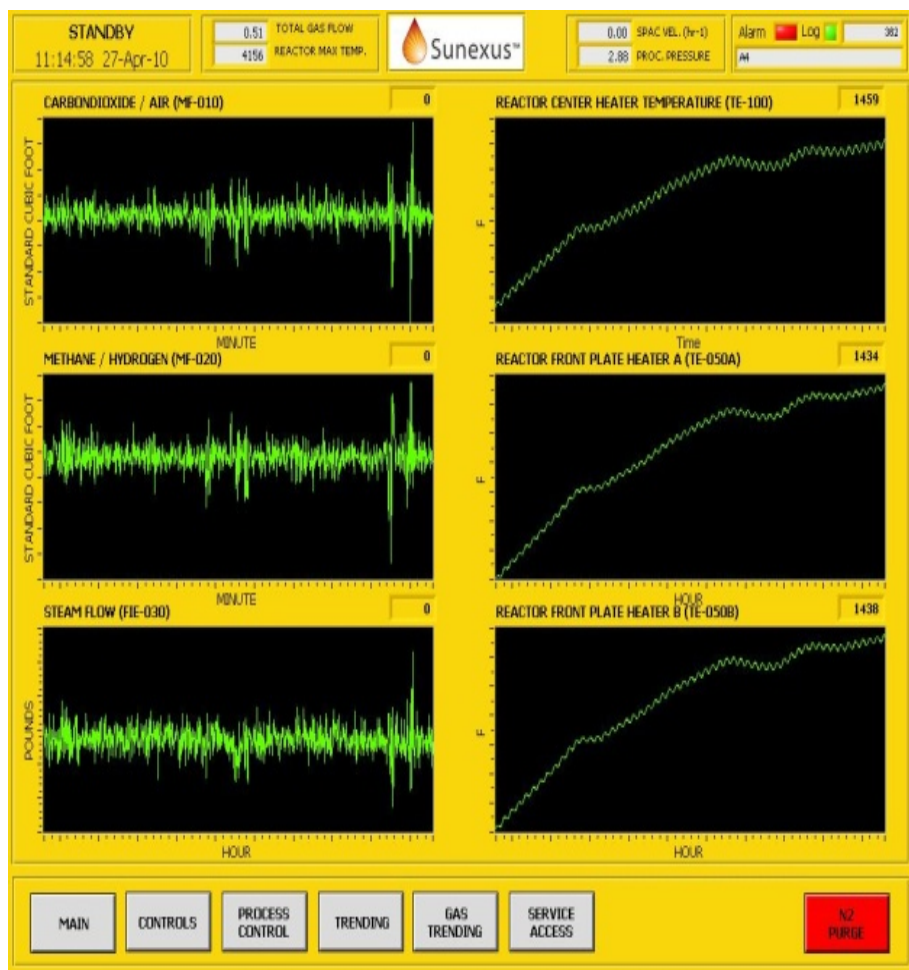 STANDBY
11:14:58 27-Apr-10
0.51 TOTAL GAS FLOW
4156 REACTOR MAX TEMP.
Sunexus™
0.00 SPAC VEL. (hr-1)
2.88 PROC. PRESSURE
Alarm Log 382
A4
CARBONDIOXIDE / AIR (MF-010) 0
STANDARD CUBIC FOOT
MINUTE
REACTOR CENTER HEATER TEMPERATURE (TE-100) 1459
F
Time
METHANE / HYDROGEN (MF-020) 0
STANDARD CUBIC FOOT
MINUTE
REACTOR FRONT PLATE HEATER A (TE-050A) 1434
F
HOUR
STEAM FLOW (FIE-030) 0
POUNDS
HOUR
REACTOR FRONT PLATE HEATER B (TE-050B) 1438
F
HOUR
MAIN
CONTROLS
PROCESS
CONTROL
TRENDING
GAS
TRENDING
SERVICE
ACCESS
N2
PURGE